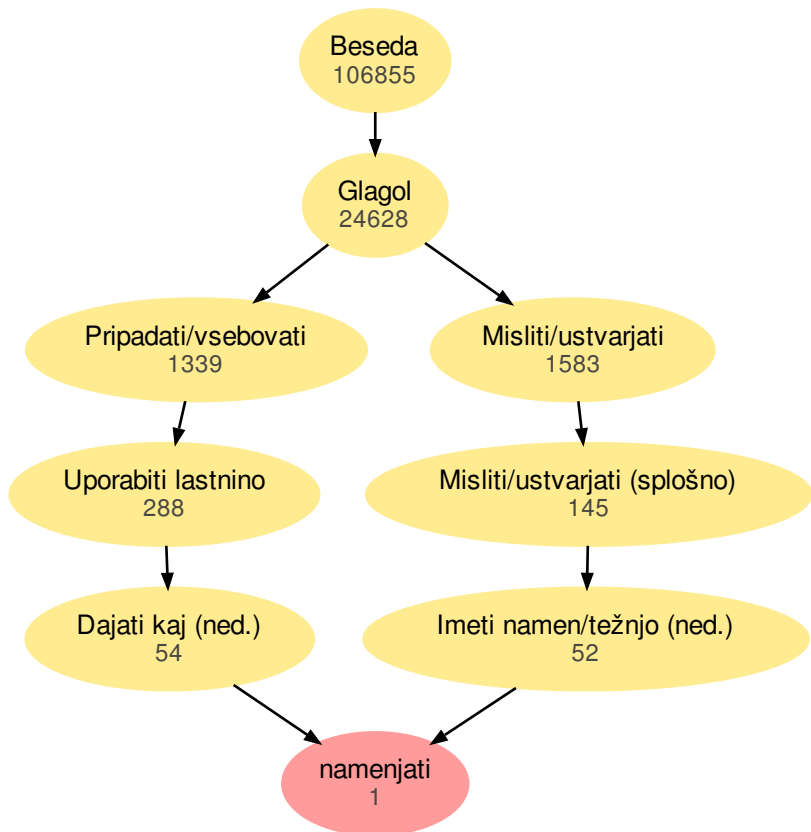 Beseda
106855
Glagol
24628
Pripadati/vsebovati
1339
Misliti/ustvarjati
1583
Uporabiti lastnino
288
Misliti/ustvarjati (splošno)
145
Dajati kaj (ned.)
54
Imeti namen/težnjo (ned.)
52
namenjati
1